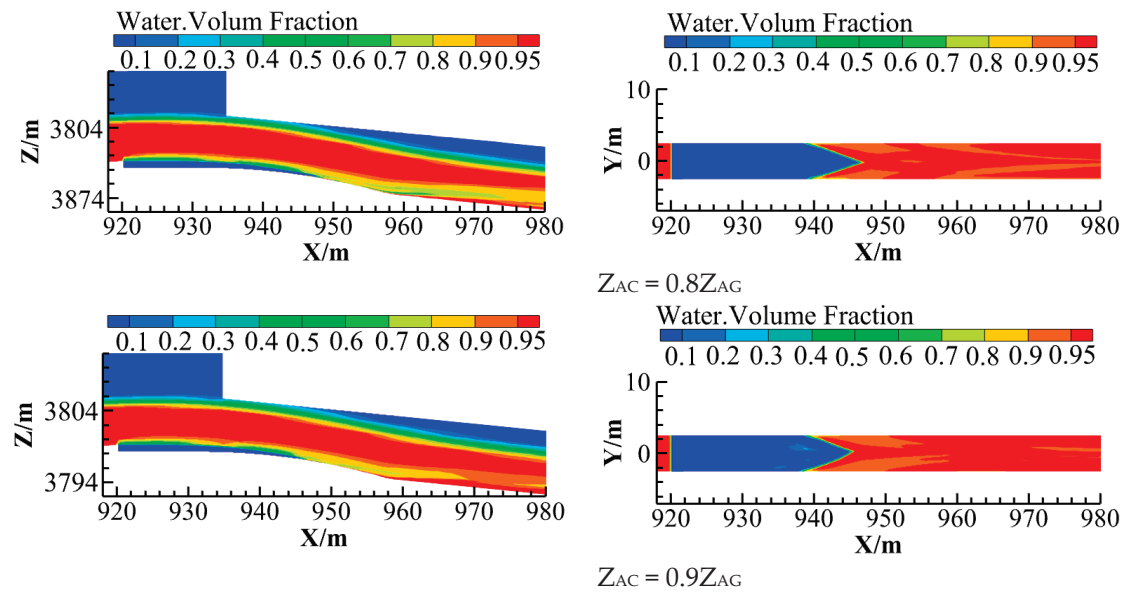 Water.Volum Fraction
0.1 0.2 0.3 0.4 0.5 0.6 0.7 0.8 0.9 0.95
Z/m
3804
3874
920 930 940 950 960 970 980
X/m
Water.Volum Fraction
0.1 0.2 0.3 0.4 0.5 0.6 0.7 0.8 0.9 0.95
Y/m
10
0
920 930 940 950 960 970 980
X/m
ZAC = 0.8ZAG
0.1 0.2 0.3 0.4 0.5 0.6 0.7 0.8 0.9 0.95
Z/m
3804
3794
920 930 940 950 960 970 980
X/m
Water.Volume Fraction
0.1 0.2 0.3 0.4 0.5 0.6 0.7 0.8 0.9 0.95
Y/m
10
0
920 930 940 950 960 970 980
X/m
ZAC = 0.9ZAG